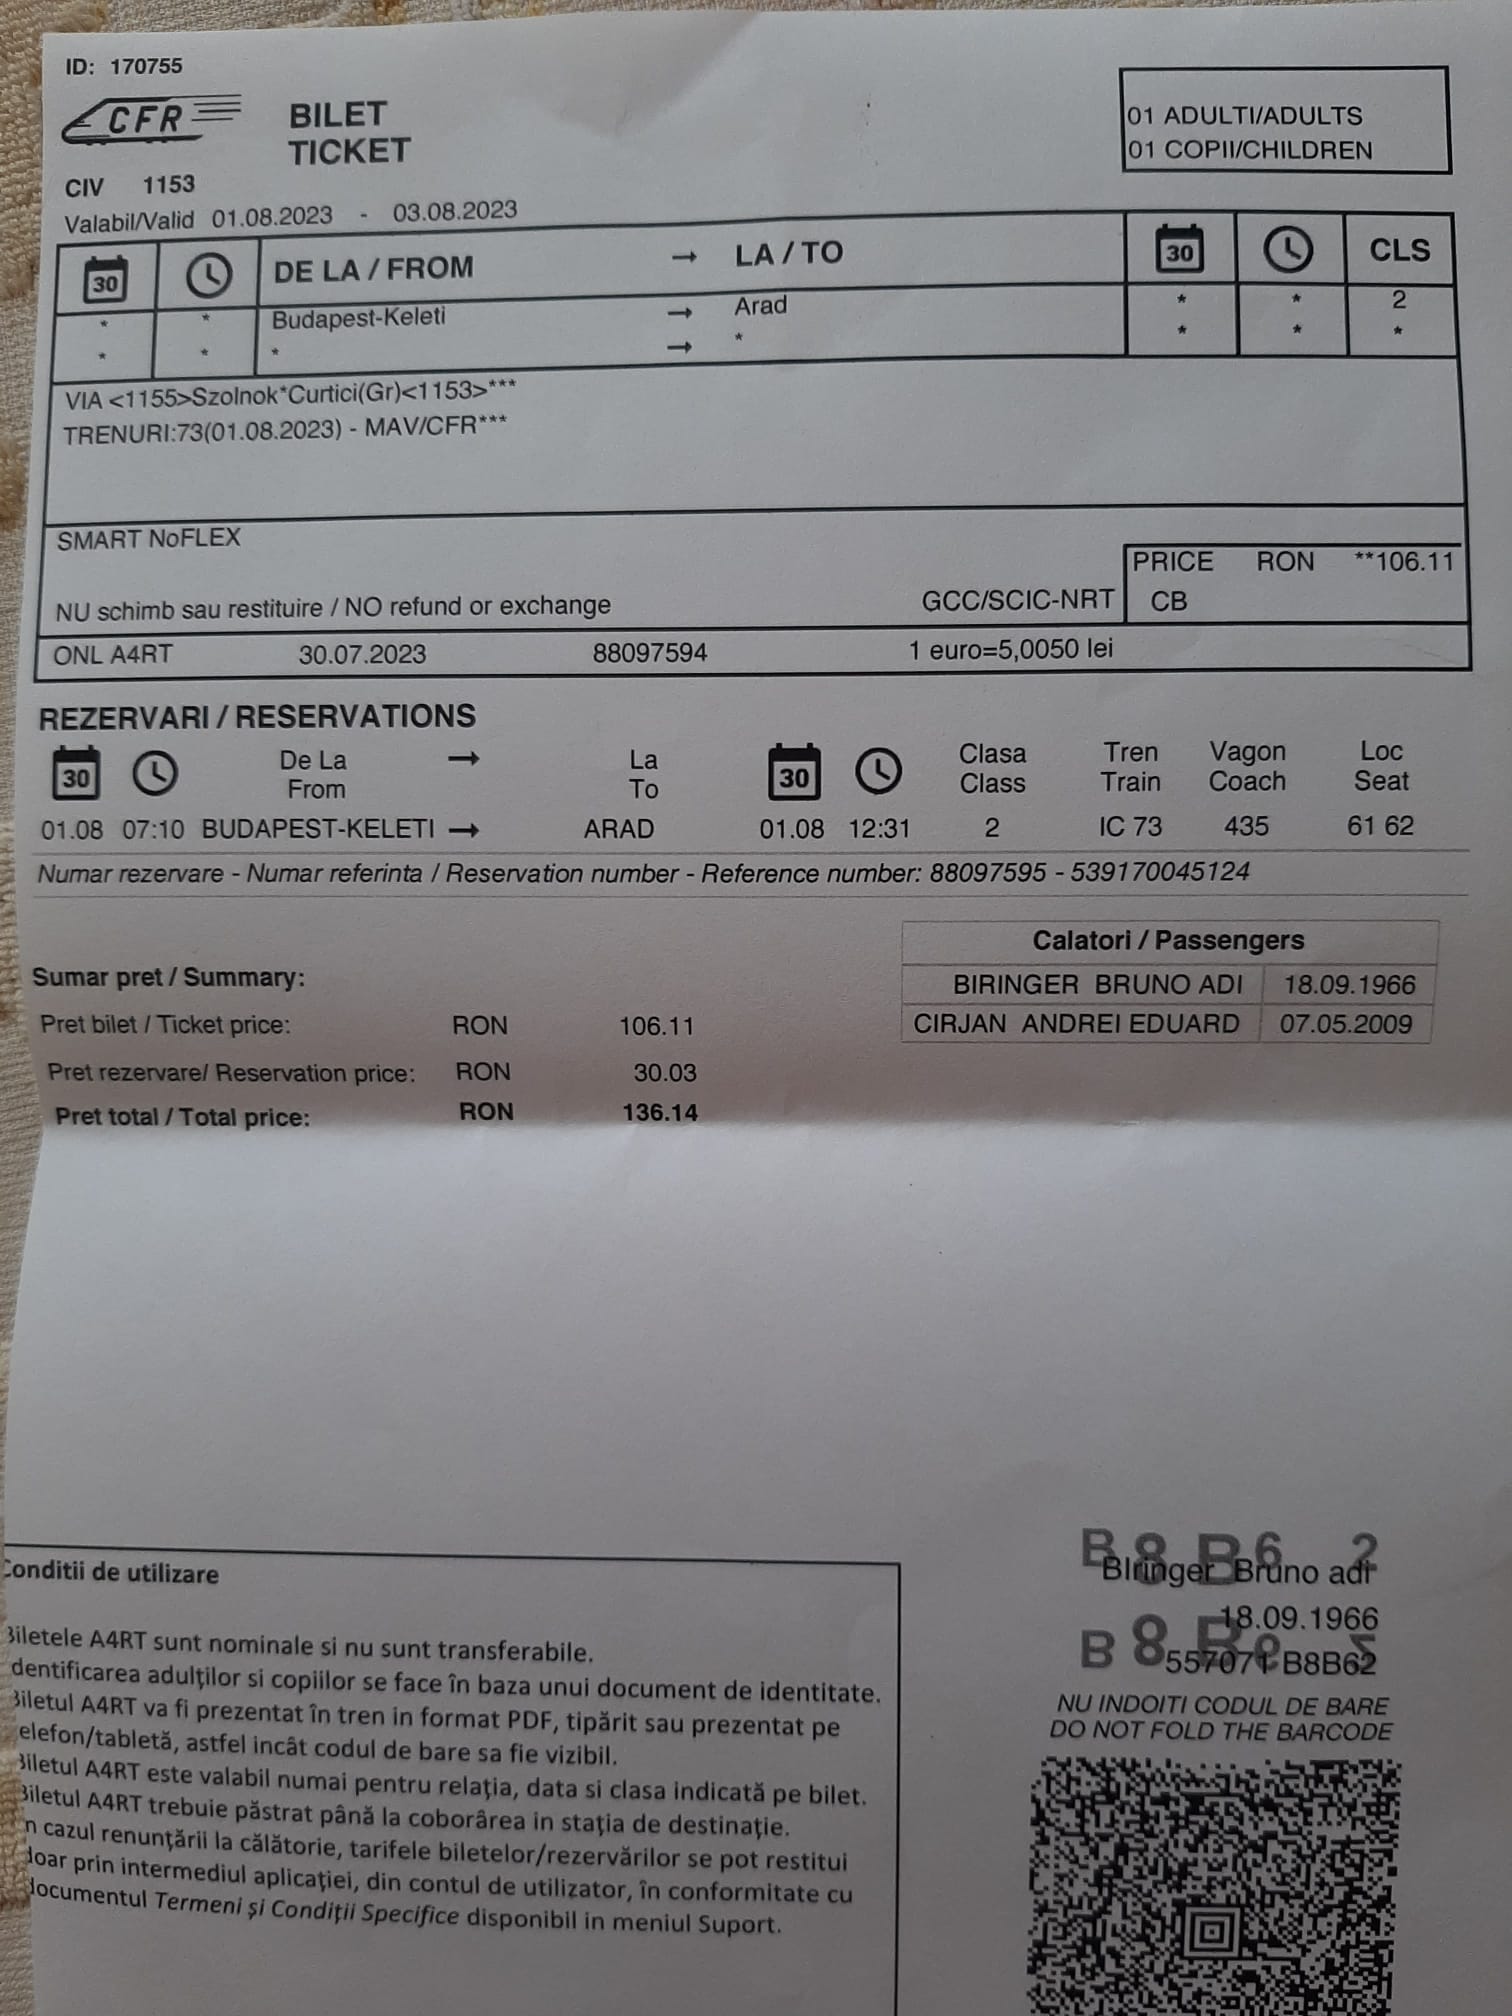 ID: 170755
CFR
BILET
TICKET
01 ADULTI/ADULTS
01 COPII/CHILDREN
CIV 1153
Valabil/Valid 01.08.2023 - 03.08.2023
30 DE LA / FROM → LA / TO 30 CLS
* * Budapest-Keleti → Arad * * 2
* * * → * * * *
VIA <1155>Szolnok*Curtici(Gr)<1153>***
TRENURI:73(01.08.2023) - MAV/CFR***
SMART NoFLEX
PRICE RON **106.11
NU schimb sau restituire / NO refund or exchange GCC/SCIC-NRT CB
ONL A4RT 30.07.2023 88097594 1 euro=5,0050 lei
REZERVARI / RESERVATIONS
30 De La → La 30 Clasa Tren Vagon Loc
From To Class Train Coach Seat
01.08 07:10 BUDAPEST-KELETI → ARAD 01.08 12:31 2 IC 73 435 61 62
Numar rezervare - Numar referinta / Reservation number - Reference number: 88097595 - 539170045124
Calatori / Passengers
BIRINGER BRUNO ADI 18.09.1966
CIRJAN ANDREI EDUARD 07.05.2009
Sumar pret / Summary:
Pret bilet / Ticket price: RON 106.11
Pret rezervare/ Reservation price: RON 30.03
Pret total / Total price: RON 136.14
Conditii de utilizare
Biletele A4RT sunt nominale si nu sunt transferabile.
dentificarea adulților si copiilor se face în baza unui document de identitate.
Biletul A4RT va fi prezentat în tren in format PDF, tipărit sau prezentat pe
elefon/tabletă, astfel incât codul de bare sa fie vizibil.
Biletul A4RT este valabil numai pentru relația, data si clasa indicată pe bilet.
Biletul A4RT trebuie păstrat până la coborârea in stația de destinație.
n cazul renunțării la călătorie, tarifele biletelor/rezervărilor se pot restitui
doar prin intermediul aplicației, din contul de utilizator, în conformitate cu
documentul Termeni și Condiții Specifice disponibil in meniul Suport.
B 8 B 6 2
BIringer Bruno adi
18.09.1966
557071 B8B62
NU INDOITI CODUL DE BARE
DO NOT FOLD THE BARCODE